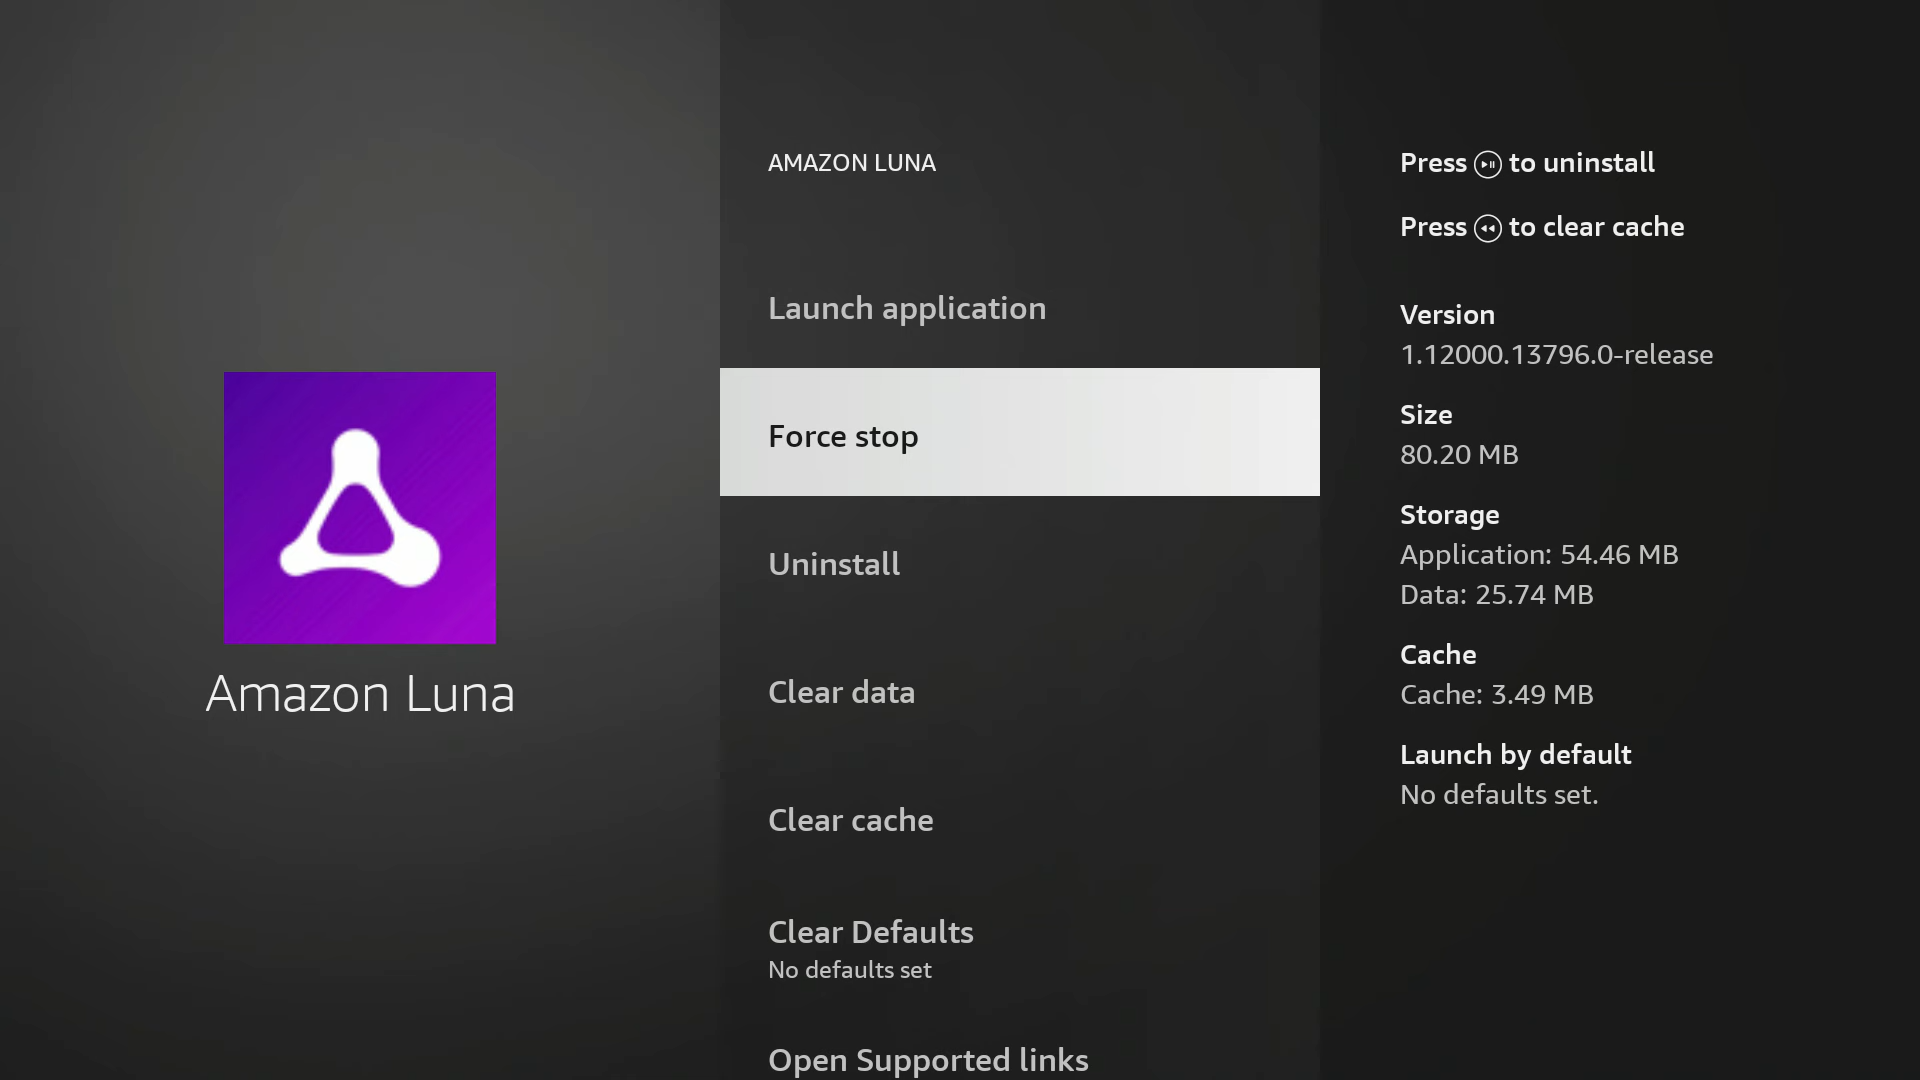 AMAZON LUNA
Launch application
Force stop
Uninstall
Clear data
Clear cache
Clear Defaults
No defaults set
Open Supported links
Amazon Luna
Press to uninstall
Press to clear cache
Version
1.12000.13796.0-release
Size
80.20 MB
Storage
Application: 54.46 MB
Data: 25.74 MB
Cache
Cache: 3.49 MB
Launch by default
No defaults set.